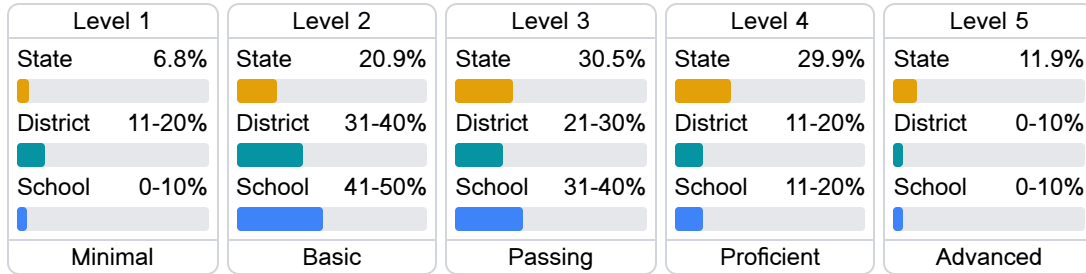 Level 1
State 6.8%
District 11-20%
School 0-10%
Minimal
Level 2
State 20.9%
District 31-40%
School 41-50%
Basic
Level 3
State 30.5%
District 21-30%
School 31-40%
Passing
Level 4
State 29.9%
District 11-20%
School 11-20%
Proficient
Level 5
State 11.9%
District 0-10%
School 0-10%
Advanced